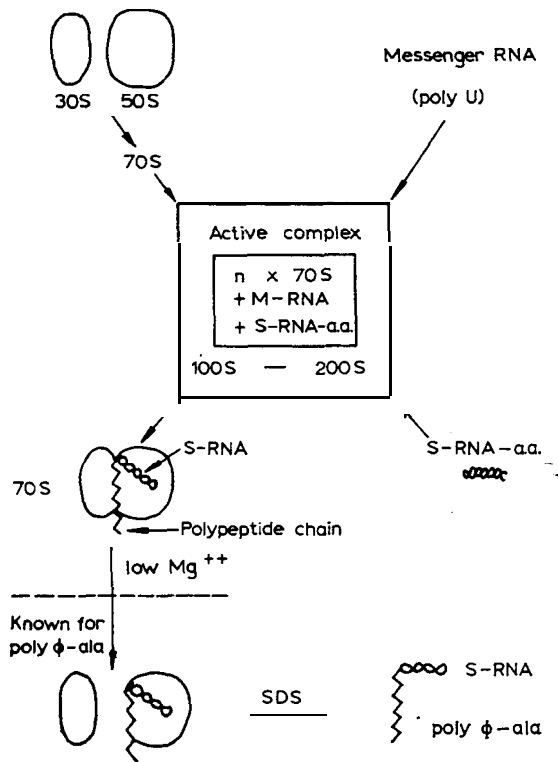 30S 50S
Messenger RNA
(poly U)
70S
Active complex
n x 70S
+ M-RNA
+ S-RNA-a.a.
100S — 200S
S-RNA
S-RNA-a.a.
70S
Polypeptide chain
low Mg++
Known for
poly ϕ-ala
SDS
S-RNA
poly ϕ-ala